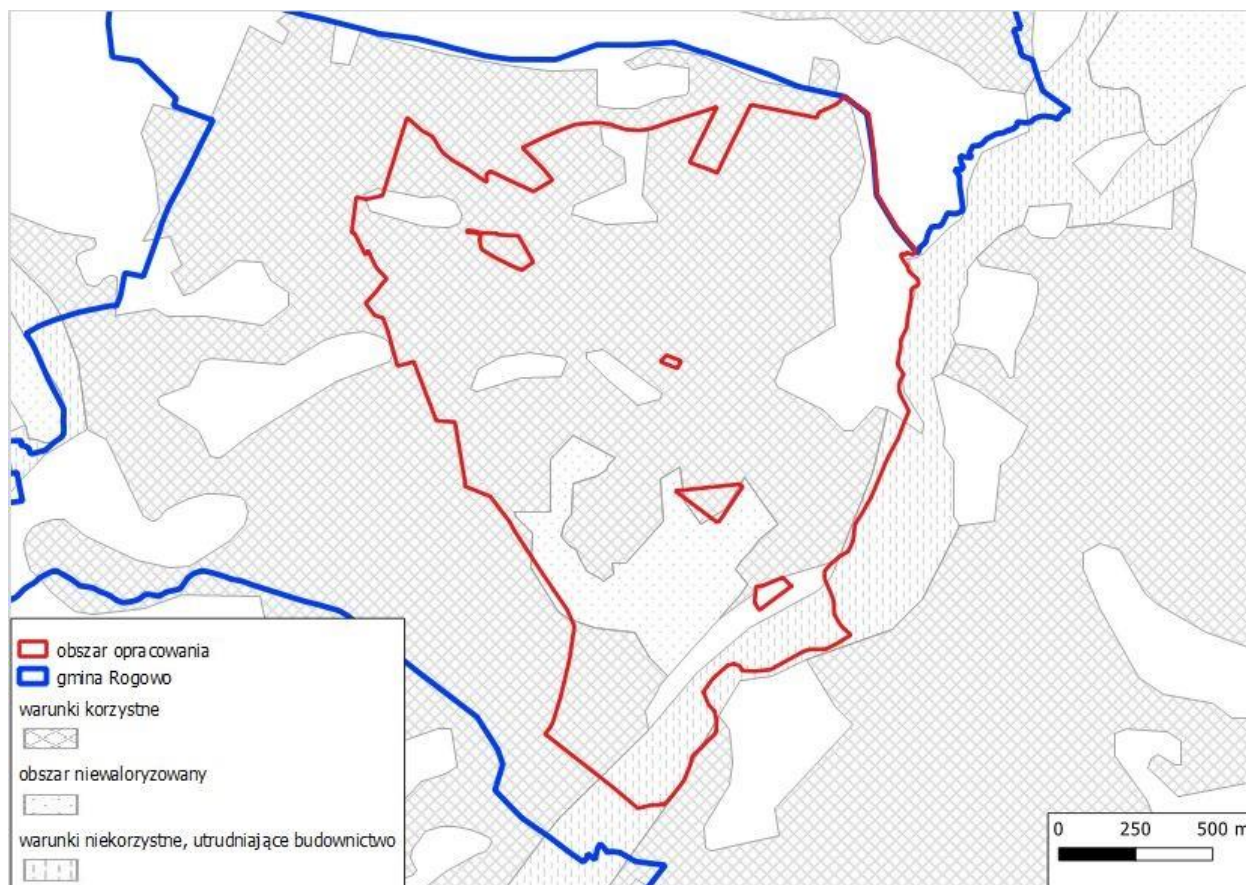 obszar opracowania
gmina Rogowo
warunki korzystne
obszar niewaloryzowany
warunki niekorzystne, utrudniające budownictwo
0 250 500 m